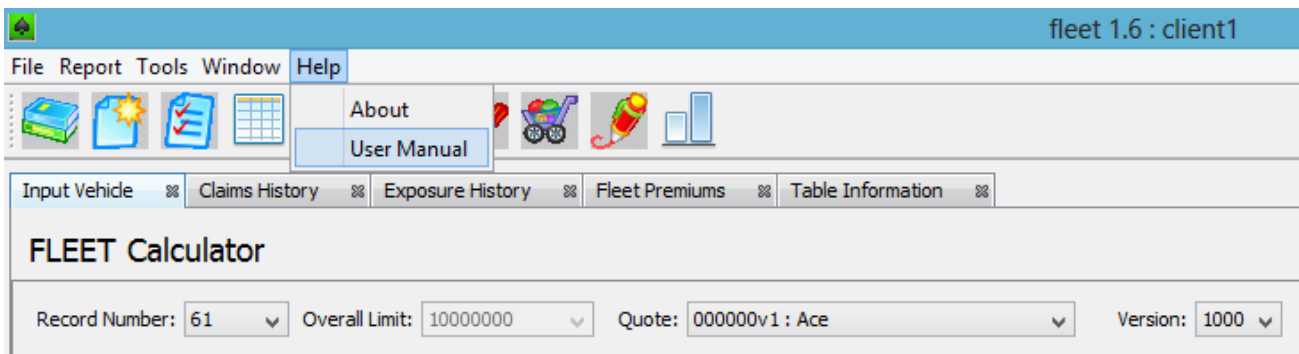 fleet 1.6 : client1
File Report Tools Window Help
About
User Manual
Input Vehicle Claims History Exposure History Fleet Premiums Table Information
FLEET Calculator
Record Number: 61 Overall Limit: 10000000 Quote: 000000v1 : Ace Version: 1000